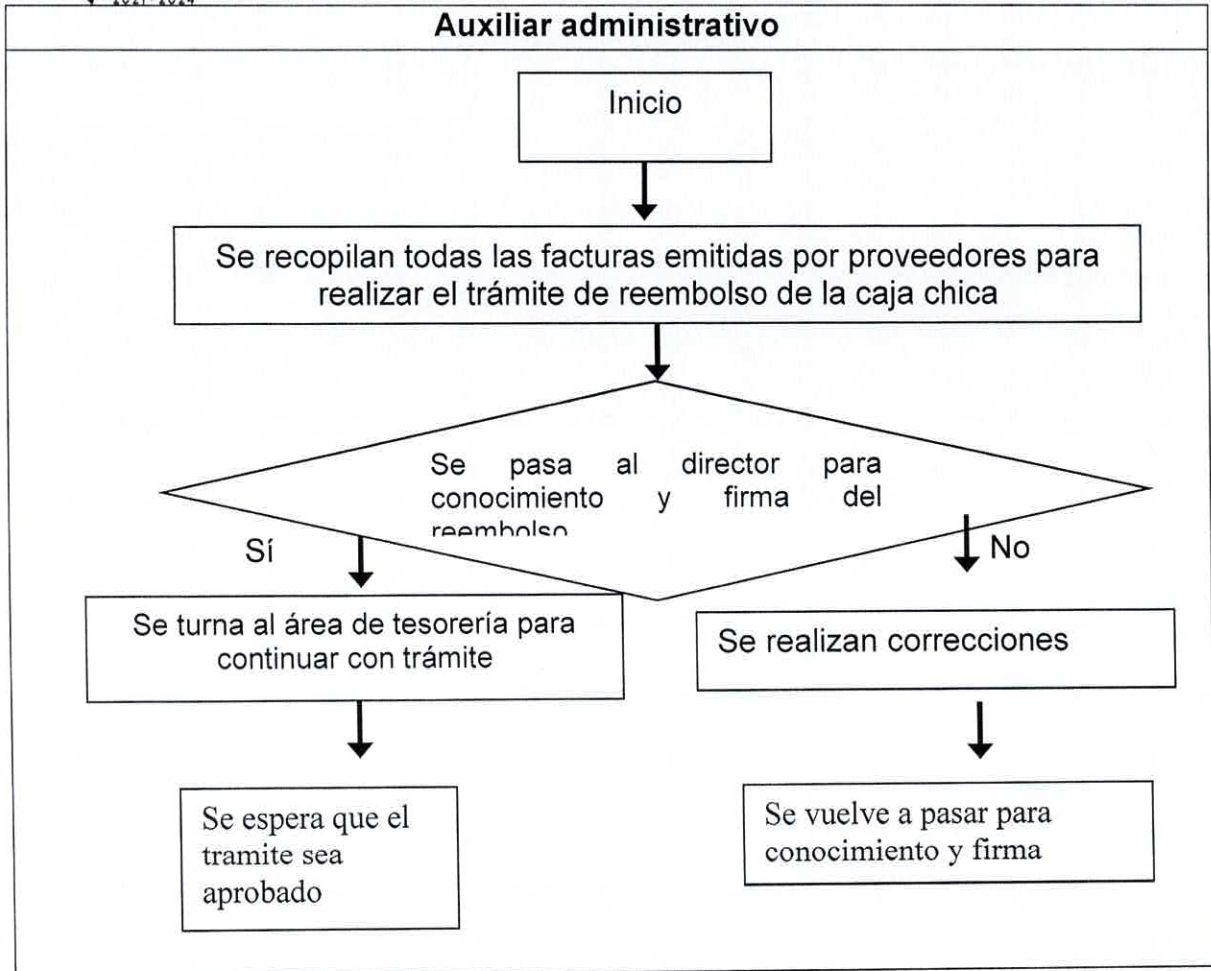 2021-2024
Auxiliar administrativo
Inicio
Se recopilan todas las facturas emitidas por proveedores para
realizar el trámite de reembolso de la caja chica
Se pasa al director para
conocimiento y firma del
reembolso
Sí
No
Se turna al área de tesorería para
continuar con trámite
Se realizan correcciones
Se espera que el
tramite sea
aprobado
Se vuelve a pasar para
conocimiento y firma